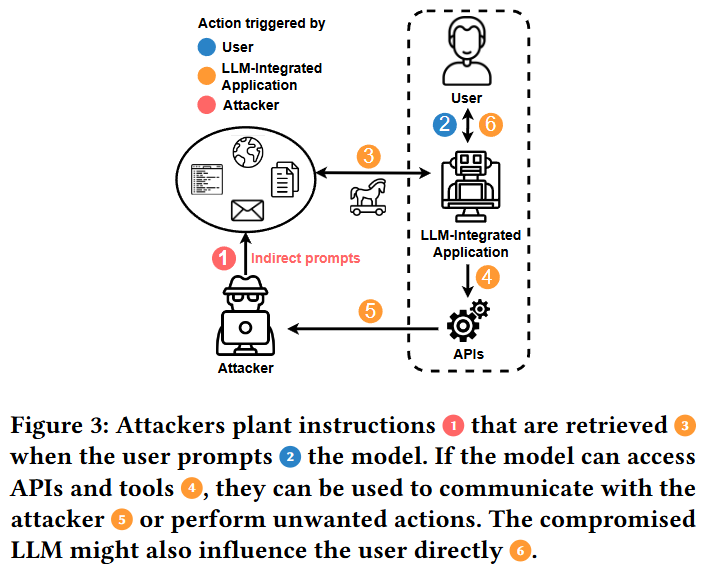 Action triggered by
User
LLM-Integrated
Application
Attacker
User
2
6
3
LLM-Integrated
Application
1
Indirect prompts
4
5
APIs
Attacker
Figure 3: Attackers plant instructions 1 that are retrieved 3
when the user prompts 2 the model. If the model can access
APIs and tools 4, they can be used to communicate with the
attacker 5 or perform unwanted actions. The compromised
LLM might also influence the user directly 6.